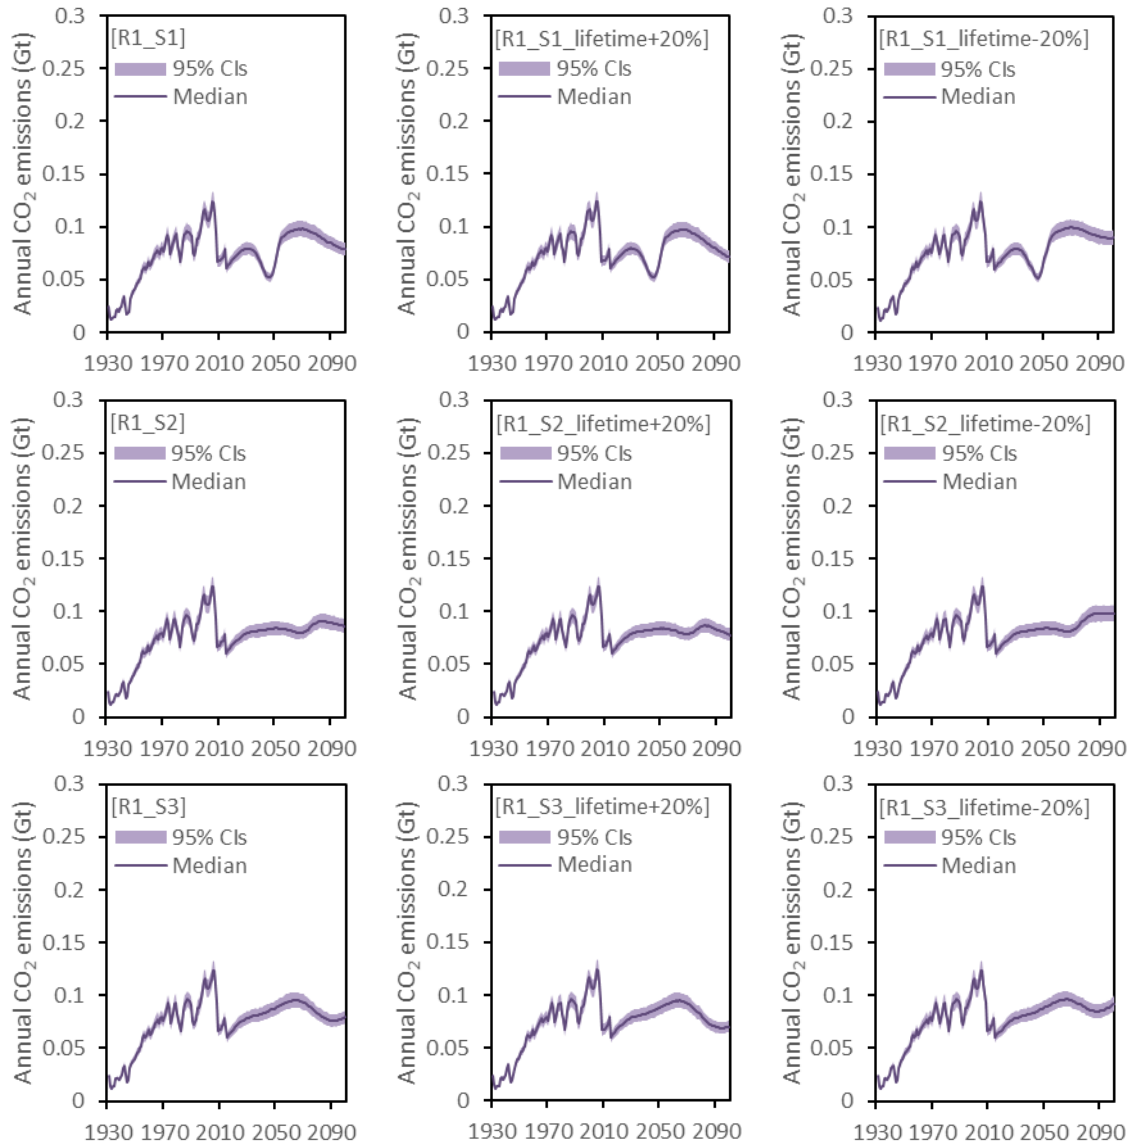 Annual CO₂ emissions (Gt)
0.3
0.25
0.2
0.15
0.1
0.05
0
[R1_S1]
95% CIs
Median
1930 1970 2010 2050 2090
Annual CO₂ emissions (Gt)
0.3
0.25
0.2
0.15
0.1
0.05
0
[R1_S1_lifetime+20%]
95% CIs
Median
1930 1970 2010 2050 2090
Annual CO₂ emissions (Gt)
0.3
0.25
0.2
0.15
0.1
0.05
0
[R1_S1_lifetime-20%]
95% CIs
Median
1930 1970 2010 2050 2090
Annual CO₂ emissions (Gt)
0.3
0.25
0.2
0.15
0.1
0.05
0
[R1_S2]
95% CIs
Median
1930 1970 2010 2050 2090
Annual CO₂ emissions (Gt)
0.3
0.25
0.2
0.15
0.1
0.05
0
[R1_S2_lifetime+20%]
95% CIs
Median
1930 1970 2010 2050 2090
Annual CO₂ emissions (Gt)
0.3
0.25
0.2
0.15
0.1
0.05
0
[R1_S2_lifetime-20%]
95% CIs
Median
1930 1970 2010 2050 2090
Annual CO₂ emissions (Gt)
0.3
0.25
0.2
0.15
0.1
0.05
0
[R1_S3]
95% CIs
Median
1930 1970 2010 2050 2090
Annual CO₂ emissions (Gt)
0.3
0.25
0.2
0.15
0.1
0.05
0
[R1_S3_lifetime+20%]
95% CIs
Median
1930 1970 2010 2050 2090
Annual CO₂ emissions (Gt)
0.3
0.25
0.2
0.15
0.1
0.05
0
[R1_S3_lifetime-20%]
95% CIs
Median
1930 1970 2010 2050 2090